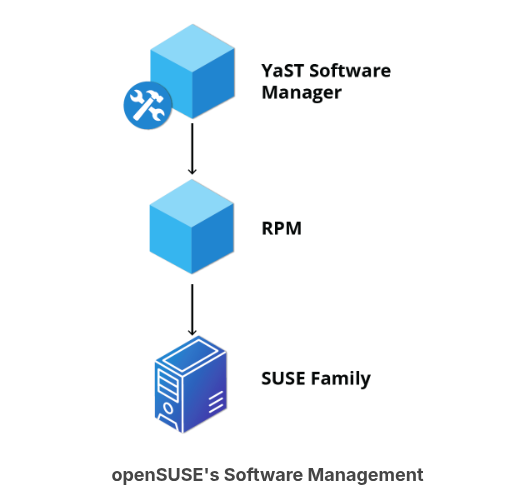 YaST Software
Manager
RPM
SUSE Family
openSUSE's Software Management